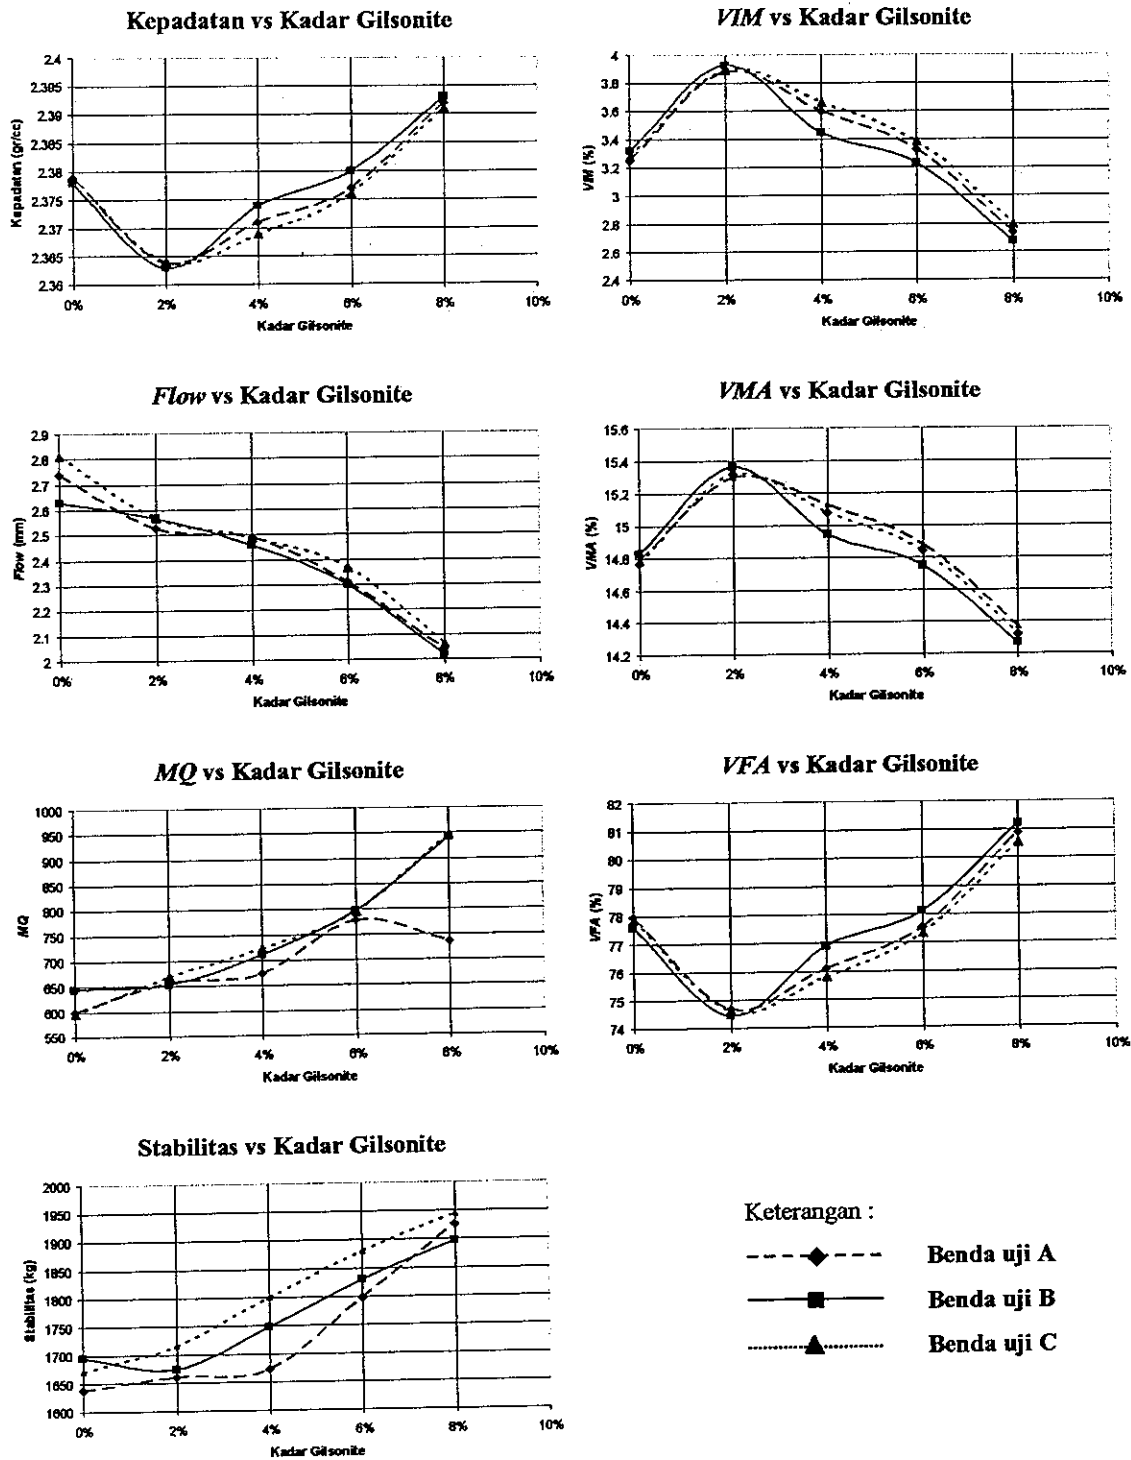 Kepadatan vs Kadar Gilsonite
2.4
2.395
2.39
2.385
2.38
2.375
2.37
2.365
2.36
Kepadatan (gr/cc)
0% 2% 4% 6% 8% 10%
Kadar Gilsonite
VIM vs Kadar Gilsonite
4
3.8
3.6
3.4
3.2
3
2.8
2.6
2.4
VIM (%)
0% 2% 4% 6% 8% 10%
Kadar Gilsonite
Flow vs Kadar Gilsonite
2.9
2.8
2.7
2.6
2.5
2.4
2.3
2.2
2.1
2
Flow (mm)
0% 2% 4% 6% 8% 10%
Kadar Gilsonite
VMA vs Kadar Gilsonite
15.6
15.4
15.2
15
14.8
14.6
14.4
14.2
VMA (%)
0% 2% 4% 6% 8% 10%
Kadar Gilsonite
MQ vs Kadar Gilsonite
1000
950
900
850
800
750
700
650
600
550
MQ
0% 2% 4% 6% 8% 10%
Kadar Gilsonite
VFA vs Kadar Gilsonite
82
81
80
79
78
77
76
75
74
VFA (%)
0% 2% 4% 6% 8% 10%
Kadar Gilsonite
Stabilitas vs Kadar Gilsonite
2000
1950
1900
1850
1800
1750
1700
1650
1600
Stabilitas (kg)
0% 2% 4% 6% 8% 10%
Kadar Gilsonite
Keterangan :
Benda uji A
Benda uji B
Benda uji C